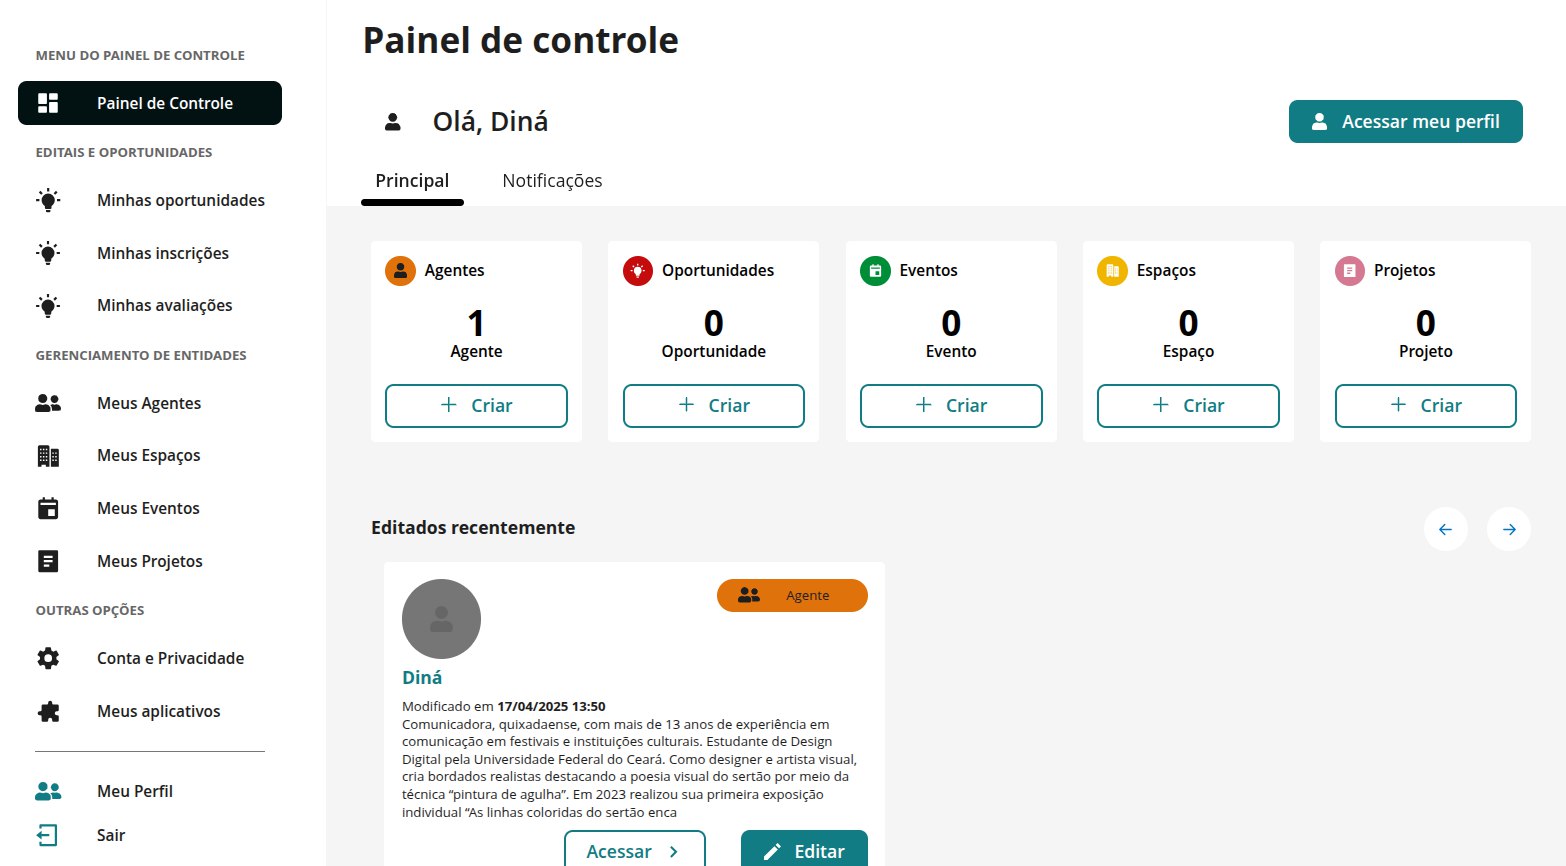 MENU DO PAINEL DE CONTROLE
Painel de Controle
EDITAIS E OPORTUNIDADES
Minhas oportunidades
Minhas inscrições
Minhas avaliações
GERENCIAMENTO DE ENTIDADES
Meus Agentes
Meus Espaços
Meus Eventos
Meus Projetos
OUTRAS OPÇÕES
Conta e Privacidade
Meus aplicativos
Meu Perfil
Sair
Painel de controle
Olá, Diná
Acessar meu perfil
Principal
Notificações
Agentes
1
Agente
Criar
Oportunidades
0
Oportunidade
Criar
Eventos
0
Evento
Criar
Espaços
0
Espaço
Criar
Projetos
0
Projeto
Criar
Editados recentemente
Agente
Diná
Modificado em 17/04/2025 13:50
Comunicadora, quixadaense, com mais de 13 anos de experiência em
comunicação em festivais e instituições culturais. Estudante de Design
Digital pela Universidade Federal do Ceará. Como designer e artista visual,
cria bordados realistas destacando a poesia visual do sertão por meio da
técnica “pintura de agulha”. Em 2023 realizou sua primeira exposição
individual “As linhas coloridas do sertão enca
Acessar
Editar